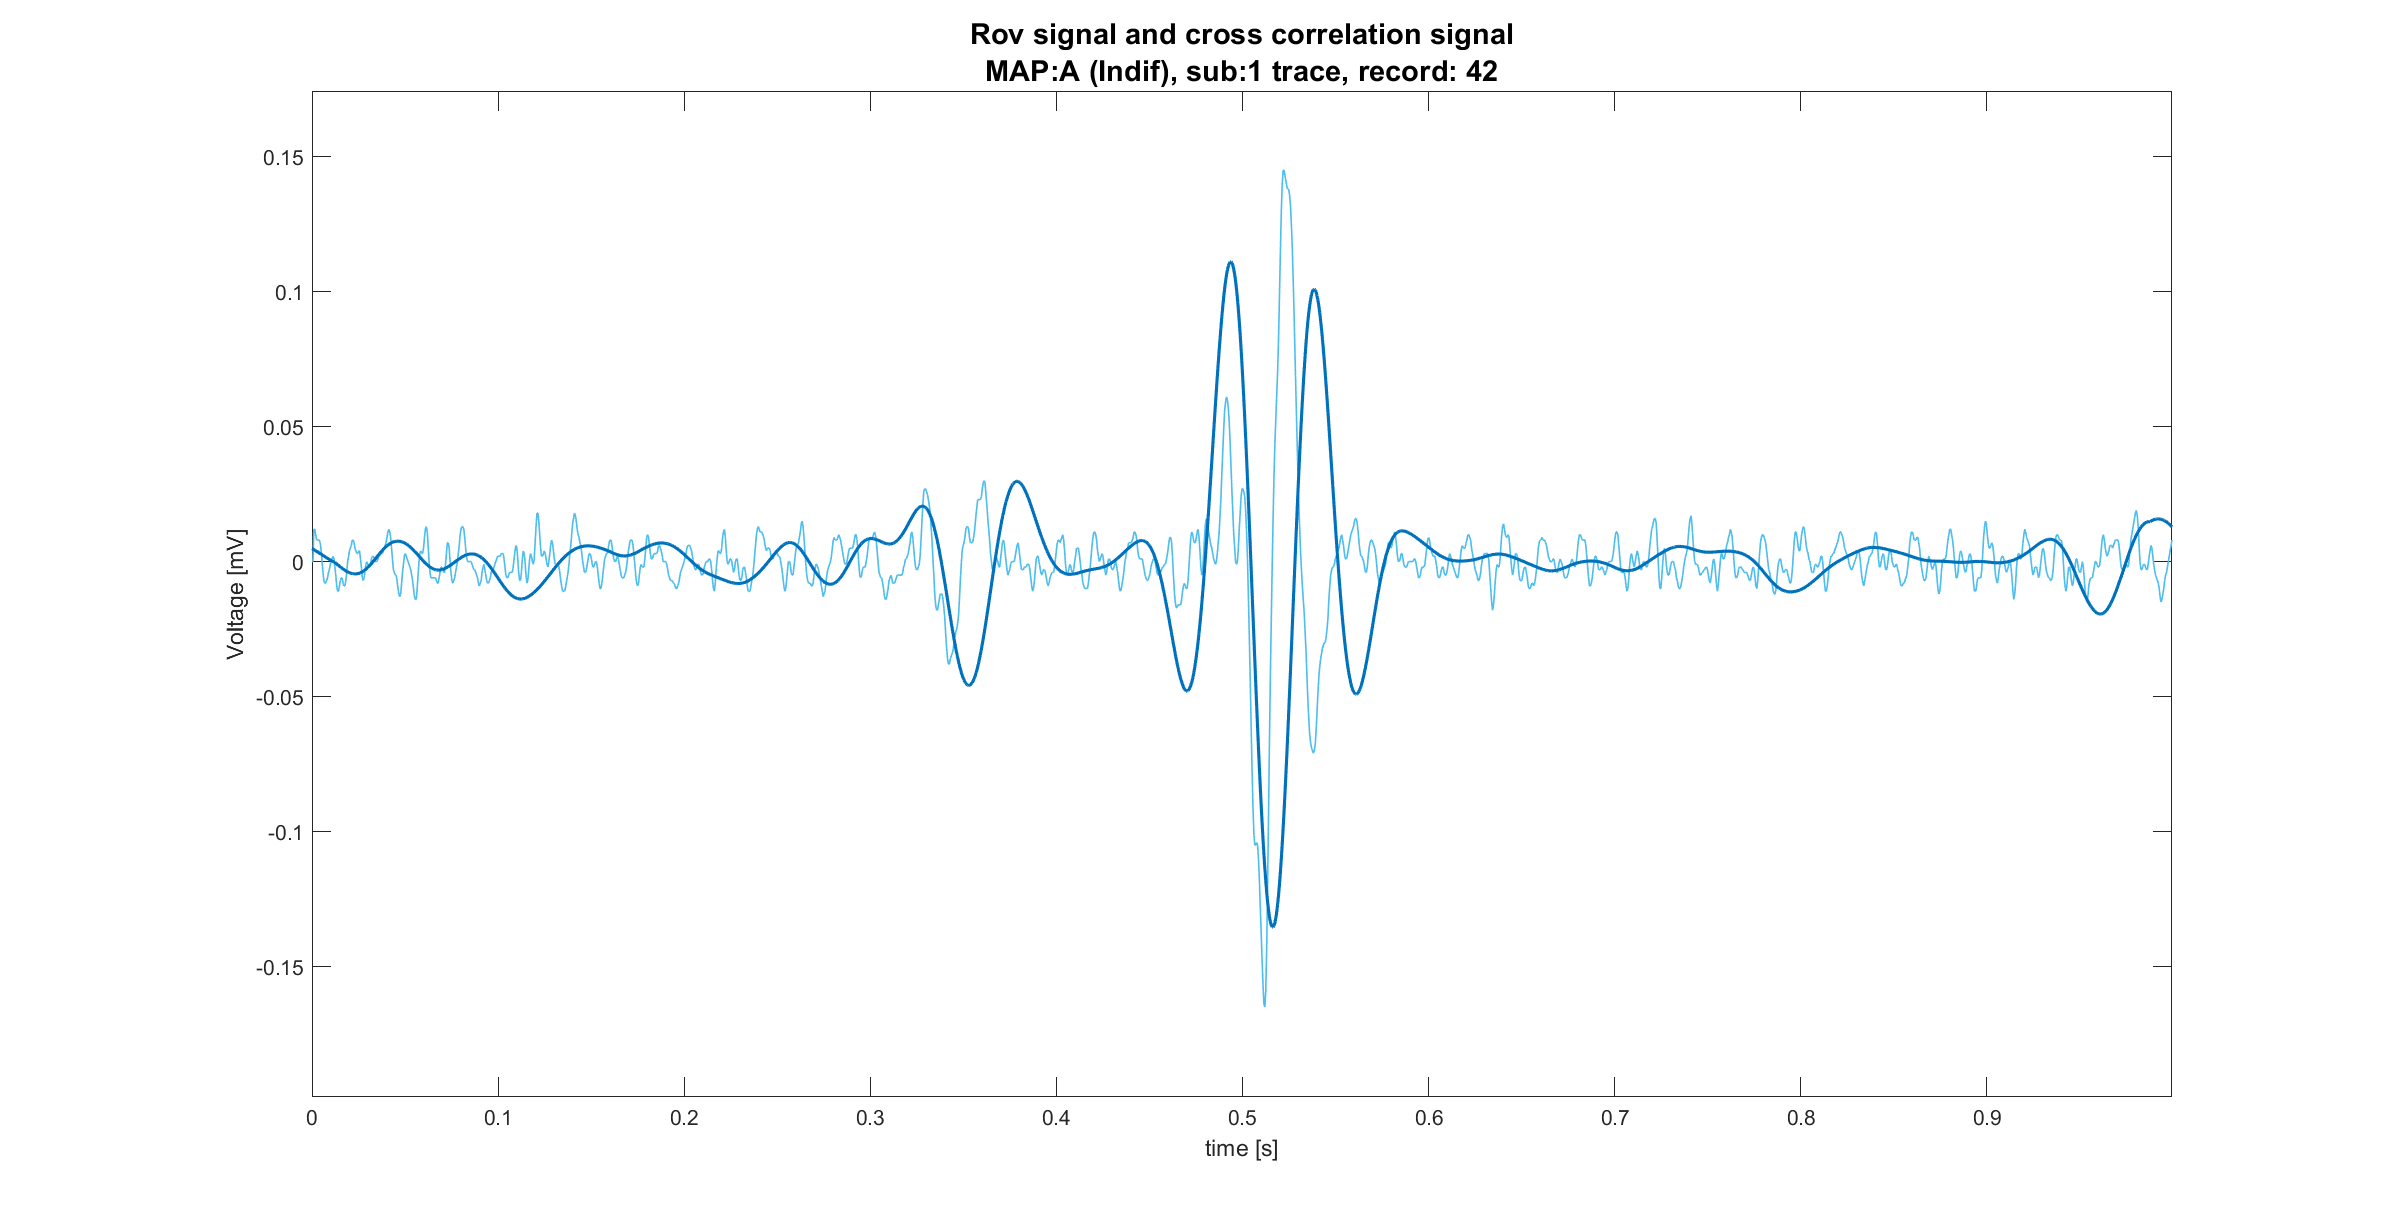 Rov signal and cross correlation signal
MAP:A (Indif), sub:1 trace, record: 42
0.15
0.1
0.05
0
-0.05
-0.1
-0.15
Voltage [mV]
0 0.1 0.2 0.3 0.4 0.5 0.6 0.7 0.8 0.9
time [s]